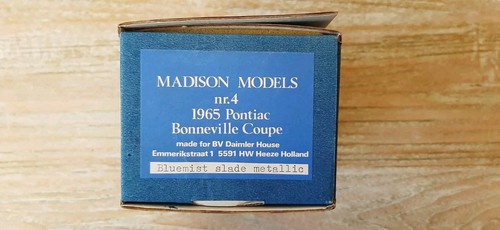 MADISON MODELS
nr.4
1965 Pontiac
Bonneville Coupe
made for BV Daimler House
Emmerikstraat 1 5591 HW Heeze Holland
Bluemist slade metallic